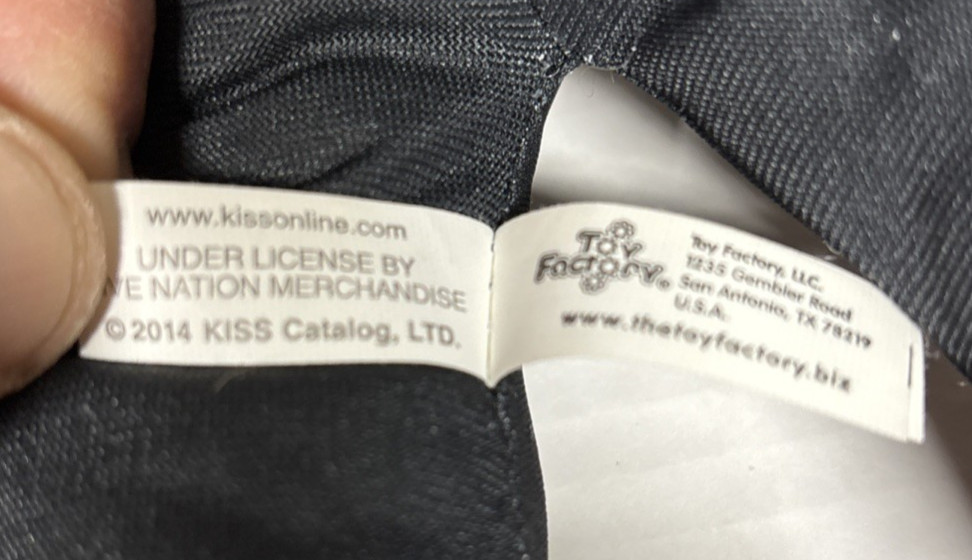 www.kissonline.com
UNDER LICENSE BY
NATION MERCHANDISE
© 2014 KISS Catalog, LTD.
Toy
Factory®
Toy Factory, LLC.
1235 Gembler Road
San Antonio, TX 78219
U.S.A.
www.thetoyfactory.biz